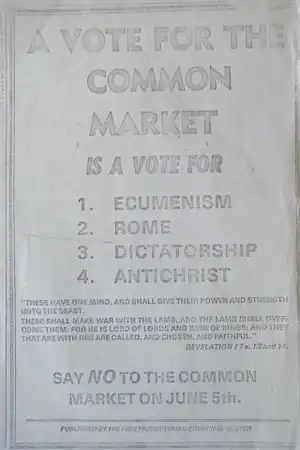 A VOTE FOR THE
COMMON
MARKET
IS A VOTE FOR
1. ECUMENISM
2. ROME
3. DICTATORSHIP
4. ANTICHRIST
"THESE HAVE ONE MIND, AND SHALL GIVE THEIR POWER AND STRENGTH
UNTO THE BEAST.
THESE SHALL MAKE WAR WITH THE LAMB, AND THE LAMB SHALL OVER-
COME THEM: FOR HE IS LORD OF LORDS AND KING OF KINGS: AND THEY
THAT ARE WITH HIM ARE CALLED, AND CHOSEN, AND FAITHFUL."
REVELATION 17 v. 13 and 14.
SAY NO TO THE COMMON
MARKET ON JUNE 5th.
PUBLISHED BY THE FREE PRESBYTERIAN CHURCH OF ULSTER